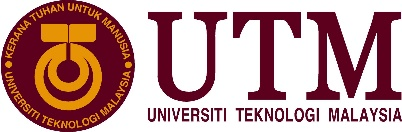 • KERANA TUHAN UNTUK MANUSIA •
UNIVERSITI TEKNOLOGI MALAYSIA
UTM
UNIVERSITI TEKNOLOGI MALAYSIA